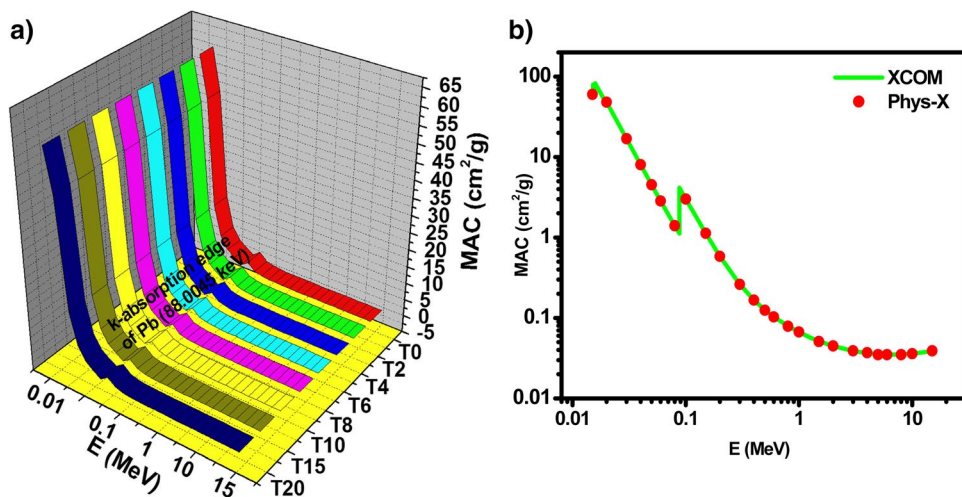 a)
65
60
55
50
45
40
35
30
25
20
15
10
5
0
-5
MAC (cm²/g)
k-absorption edge
of Pb (88.0045 keV)
T0
T2
T4
T6
T8
T10
T15
T20
0.01
0.1
1
10
15
E (MeV)
b)
XCOM
Phys-X
100
10
1
0.1
0.01
MAC (cm²/g)
0.01
0.1
1
10
E (MeV)